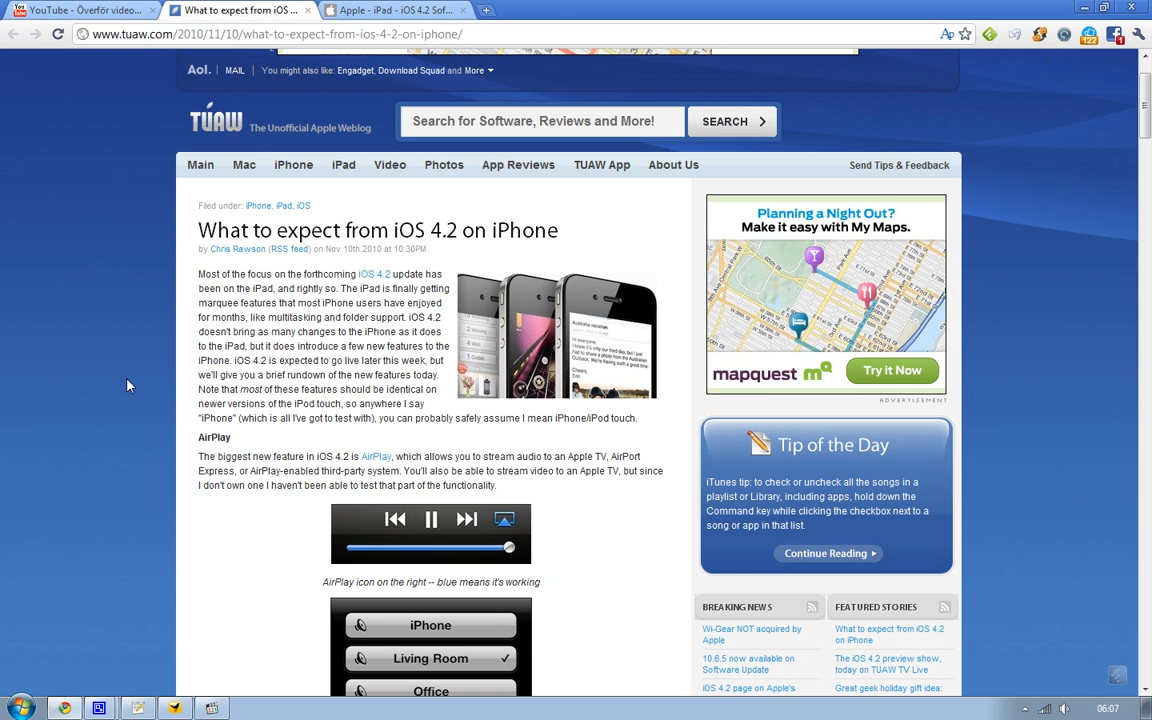 YouTube - Överför video...
What to expect from iOS ...
Apple - iPad - iOS 4.2 Sof...
www.tuaw.com/2010/11/10/what-to-expect-from-ios-4-2-on-iphone/
122
1
Aol. MAIL You might also like: Engadget, Download Squad and More
TUAW The Unofficial Apple Weblog
Search for Software, Reviews and More!
SEARCH
Main Mac iPhone iPad Video Photos App Reviews TUAW App About Us Send Tips & Feedback
Filed under: iPhone, iPad, iOS
What to expect from iOS 4.2 on iPhone
by Chris Rawson (RSS feed) on Nov 10th 2010 at 10:30PM
Most of the focus on the forthcoming iOS 4.2 update has
been on the iPad, and rightly so. The iPad is finally getting
marquee features that most iPhone users have enjoyed
for months, like multitasking and folder support. iOS 4.2
doesn't bring as many changes to the iPhone as it does
to the iPad, but it does introduce a few new features to the
iPhone. iOS 4.2 is expected to go live later this week, but
we'll give you a brief rundown of the new features today.
Note that most of these features should be identical on
newer versions of the iPod touch, so anywhere I say
"iPhone" (which is all I've got to test with), you can probably safely assume I mean iPhone/iPod touch.
AirPlay
The biggest new feature in iOS 4.2 is AirPlay, which allows you to stream audio to an Apple TV, AirPort
Express, or AirPlay-enabled third-party system. You'll also be able to stream video to an Apple TV, but since
I don't own one I haven't been able to test that part of the functionality.
AirPlay icon on the right -- blue means it's working
iPhone
Living Room
Office
Planning a Night Out?
Make it easy with My Maps.
mapquest
Try it Now
ADVERTISEMENT
Tip of the Day
iTunes tip: to check or uncheck all the songs in a
playlist or Library, including apps, hold down the
Command key while clicking the checkbox next to a
song or app in that list.
Continue Reading
BREAKING NEWS
Wi-Gear NOT acquired by
Apple
10.6.5 now available on
Software Update
iOS 4.2 page on Apple's
FEATURED STORIES
What to expect from iOS 4.2
on iPhone
The iOS 4.2 preview show,
today on TUAW TV Live
Great geek holiday gift idea:
06:07